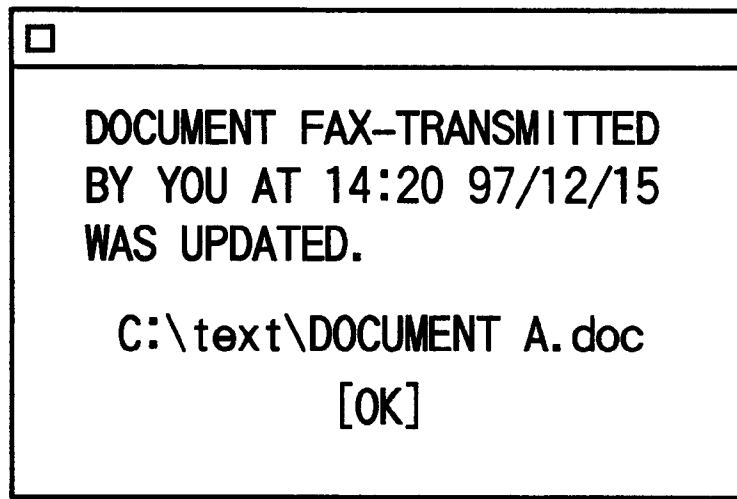 DOCUMENT FAX-TRANSMITTED
BY YOU AT 14:20 97/12/15
WAS UPDATED.
C:\text\DOCUMENT A.doc
[OK]